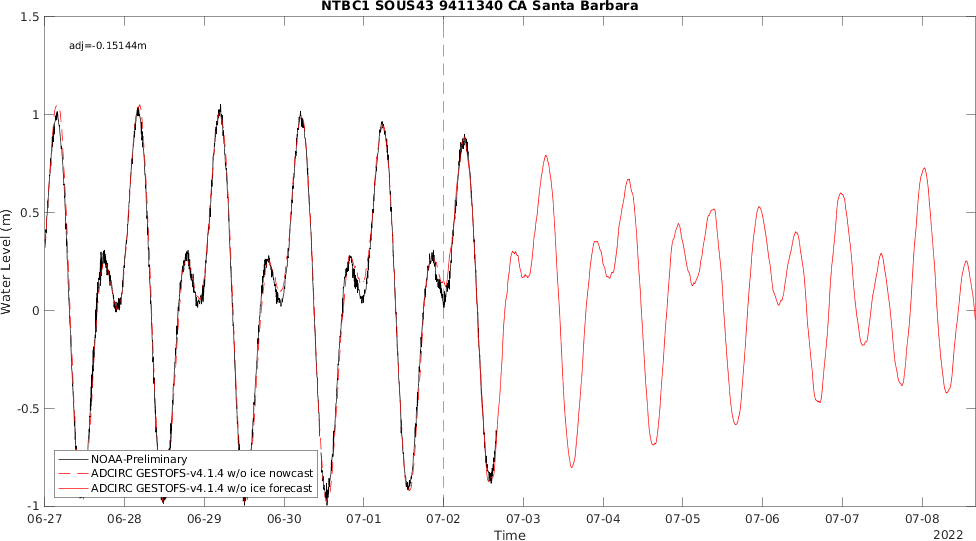 NTBC1 SOUS43 9411340 CA Santa Barbara
1.5
adj=-0.15144m
1
0.5
0
-0.5
-1
Water Level (m)
NOAA-Preliminary
ADCIRC GESTOFS-v4.1.4 w/o ice nowcast
ADCIRC GESTOFS-v4.1.4 w/o ice forecast
06-27 06-28 06-29 06-30 07-01 07-02 07-03 07-04 07-05 07-06 07-07 07-08
Time
2022